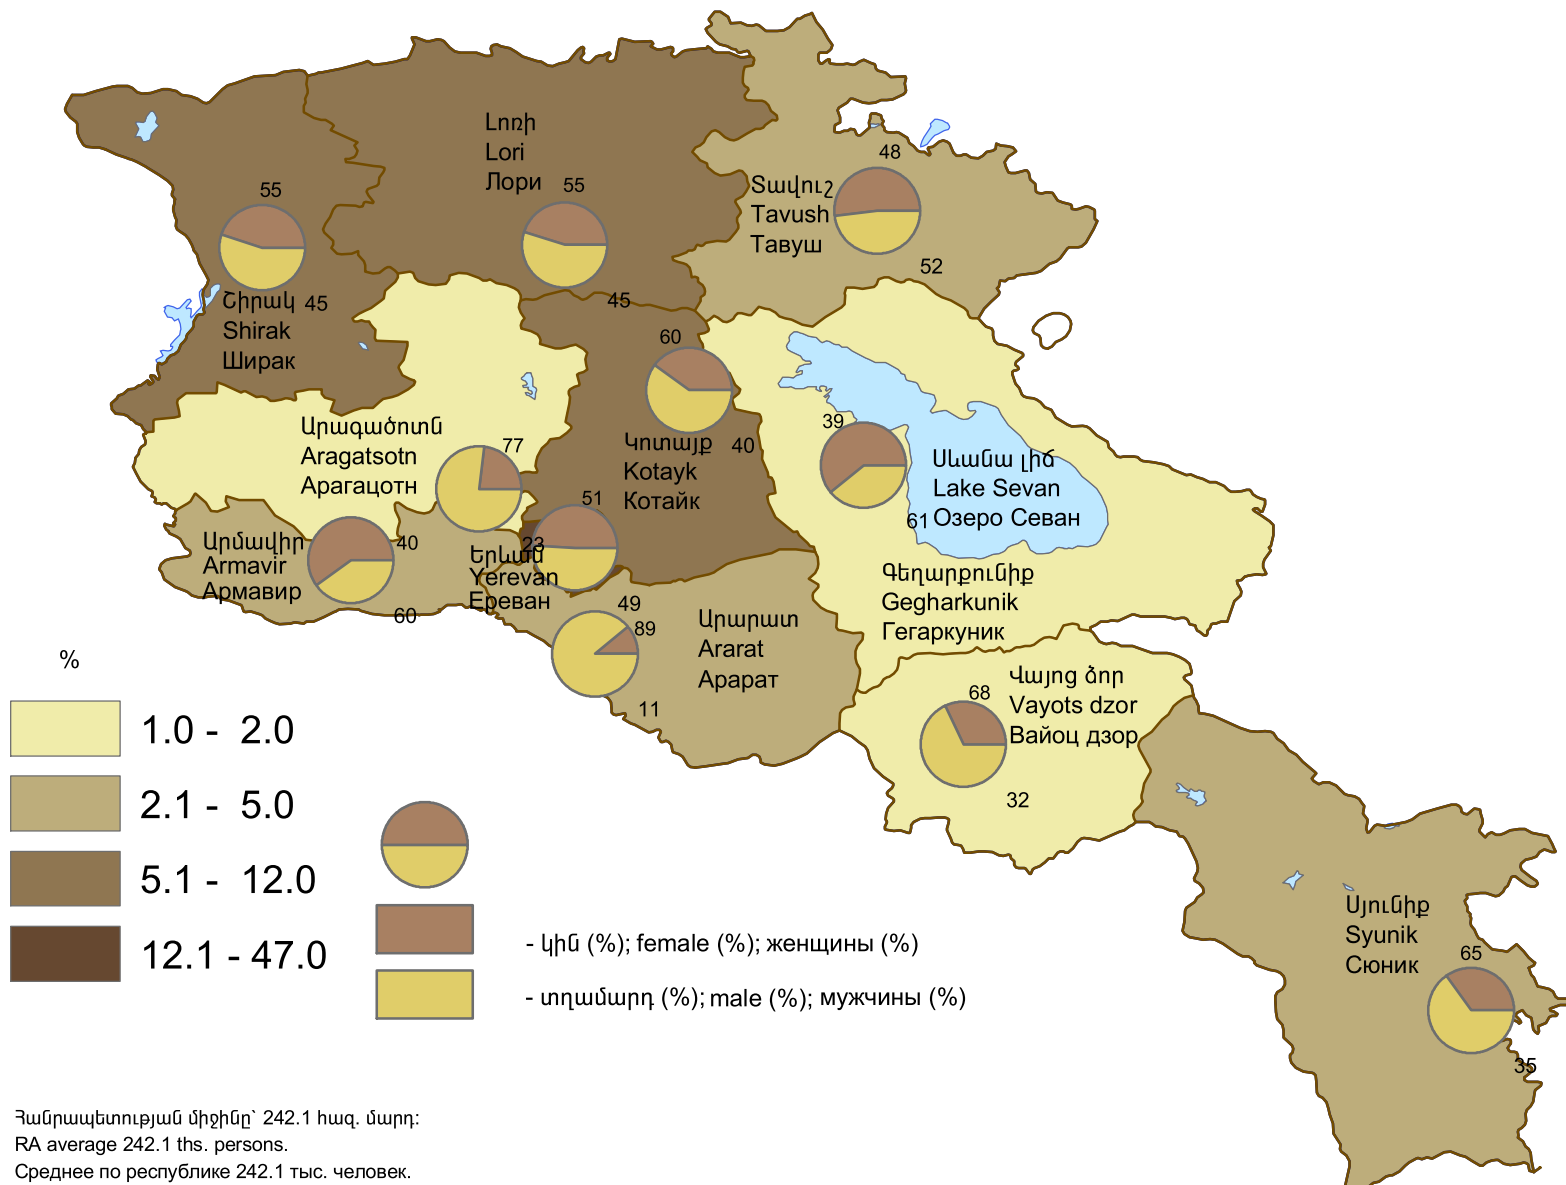 Լոռի
Lori
Лори
55
45
48
Տավուշ
Tavush
Тавуш
52
55
Շիրակ
45
Shirak
Ширак
60
Կոտայք
40
Kotayk
Котайк
Արագածոտն
77
Aragatsotn
Арагацотн
23
39
61
Սևանա լիճ
Lake Sevan
Озеро Севан
Գեղարքունիք
Gegharkunik
Гегаркуник
Արմավիր
40
Armavir
Армавир
60
51
Երևան
Yerevan
Ереван
49
89
Արարատ
Ararat
Арарат
11
68
Վայոց ձոր
Vayots dzor
Вайоц дзор
32
Սյունիք
Syunik
Сюник
65
35
%
1.0 - 2.0
2.1 - 5.0
5.1 - 12.0
12.1 - 47.0
- կին (%); female (%); женщины (%)
- տղամարդ (%); male (%); мужчины (%)
Հանրապետության միջինը՝ 242.1 հազ. մարդ:
RA average 242.1 ths. persons.
Среднее по республике 242.1 тыс. человек.